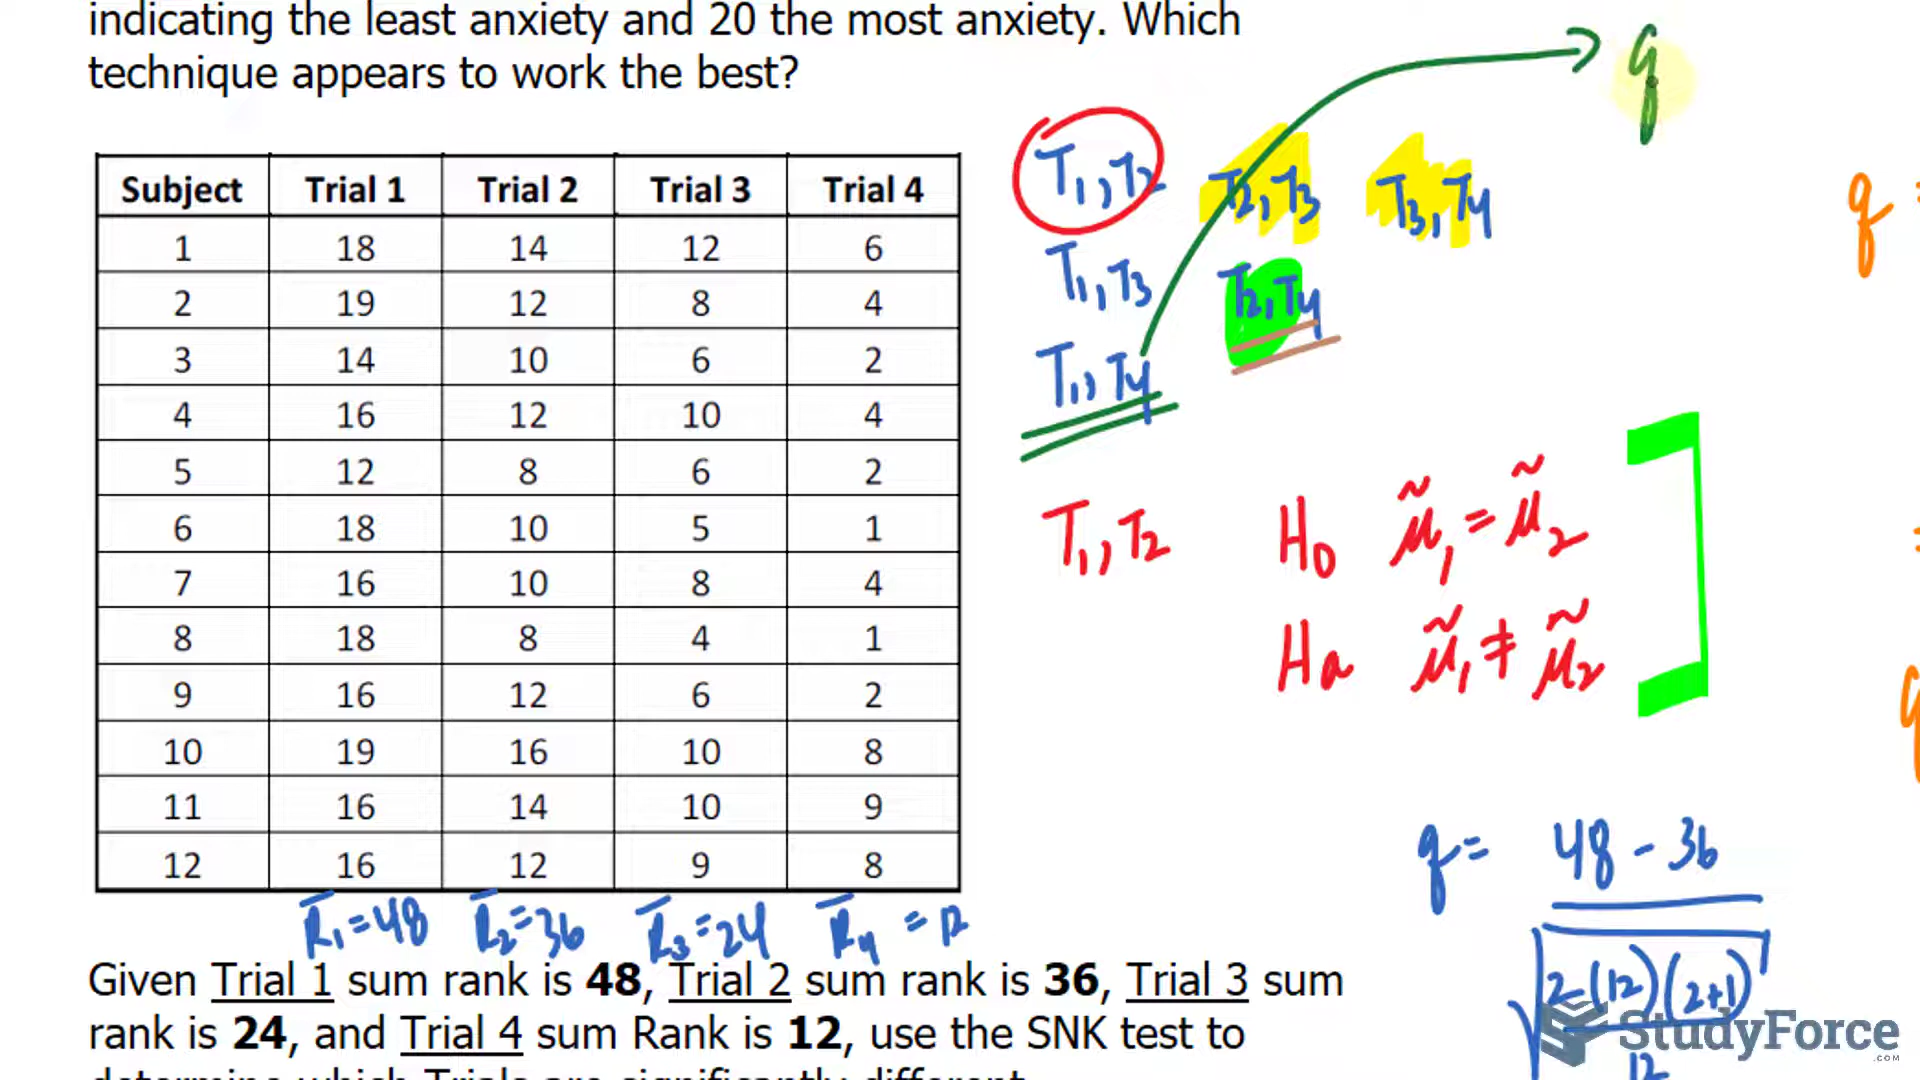 indicating the least anxiety and 20 the most anxiety. Which
technique appears to work the best?
q
T1, T2 T2, T3 T3, T4
T1, T3 T2, T4
T1, T4
q =
Subject Trial 1 Trial 2 Trial 3 Trial 4
1 18 14 12 6
2 19 12 8 4
3 14 10 6 2
4 16 12 10 4
5 12 8 6 2
6 18 10 5 1
7 16 10 8 4
8 18 8 4 1
9 16 12 6 2
10 19 16 10 8
11 16 14 10 9
12 16 12 9 8
R̄1 = 48 R̄2 = 36 R̄3 = 24 R̄4 = 12
T1, T2 H0 μ̃1 = μ̃2
Ha μ̃1 ≠ μ̃2
q = 48 - 36
2(12)(2+1)
12
Given Trial 1 sum rank is 48, Trial 2 sum rank is 36, Trial 3 sum
rank is 24, and Trial 4 sum Rank is 12, use the SNK test to
determine which Trials are significantly different
StudyForce
.COM